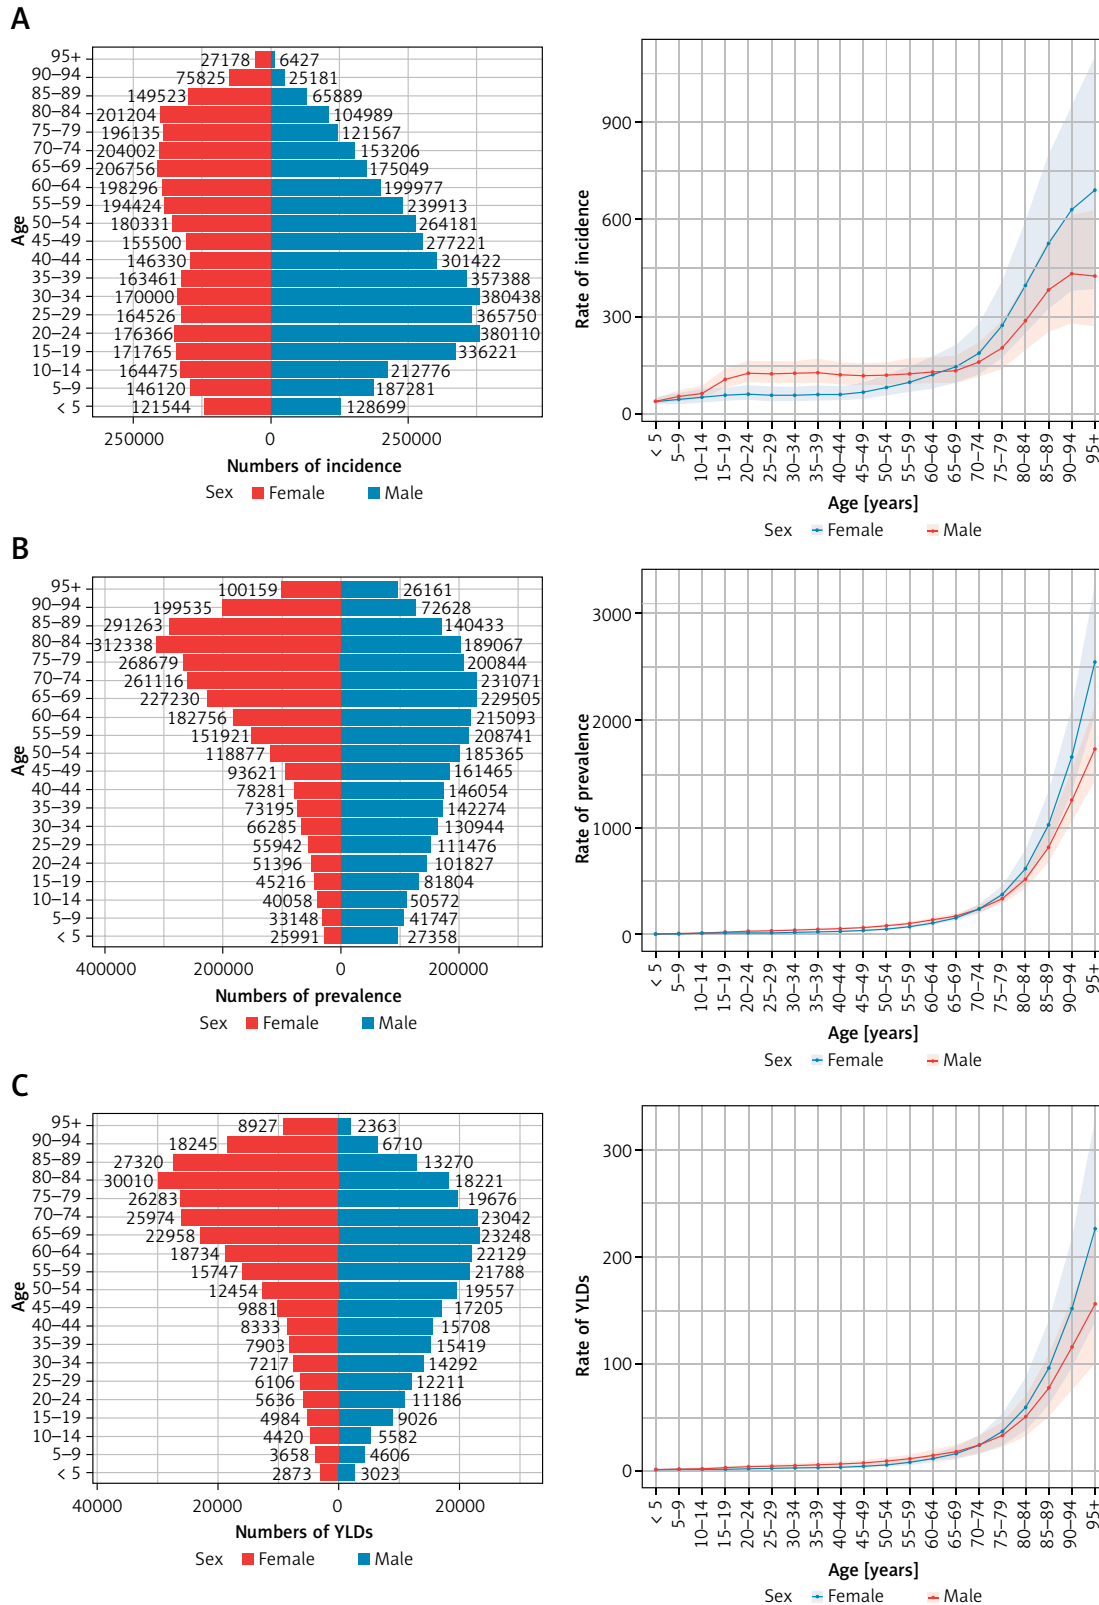 A
95+ 27178 6427
90–94 75825 25181
85–89 149523 65889
80–84 201204 104989
75–79 196135 121567
70–74 204002 153206
65–69 206756 175049
60–64 198296 199977
55–59 194424 239913
50–54 180331 264181
45–49 155500 277221
40–44 146330 301422
35–39 163461 357388
30–34 170000 380438
25–29 164526 365750
20–24 176366 380110
15–19 171765 336221
10–14 164475 212776
5–9 146120 187281
< 5 121544 128699
Age
250000 0 250000
Numbers of incidence
Sex Female Male
900
600
300
0
Rate of incidence
< 5 5–9 10–14 15–19 20–24 25–29 30–34 35–39 40–44 45–49 50–54 55–59 60–64 65–69 70–74 75–79 80–84 85–89 90–94 95+
Age [years]
Sex Female Male
B
95+ 100159 26161
90–94 199535 72628
85–89 291263 140433
80–84 312338 189067
75–79 268679 200844
70–74 261116 231071
65–69 227230 229505
60–64 182756 215093
55–59 151921 208741
50–54 118877 185365
45–49 93621 161465
40–44 78281 146054
35–39 73195 142274
30–34 66285 130944
25–29 55942 111476
20–24 51396 101827
15–19 45216 81804
10–14 40058 50572
5–9 33148 41747
< 5 25991 27358
Age
400000 200000 0 200000
Numbers of prevalence
Sex Female Male
3000
2000
1000
0
Rate of prevalence
< 5 5–9 10–14 15–19 20–24 25–29 30–34 35–39 40–44 45–49 50–54 55–59 60–64 65–69 70–74 75–79 80–84 85–89 90–94 95+
Age [years]
Sex Female Male
C
95+ 8927 2363
90–94 18245 6710
85–89 27320 13270
80–84 30010 18221
75–79 26283 19676
70–74 25974 23042
65–69 22958 23248
60–64 18734 22129
55–59 15747 21788
50–54 12454 19557
45–49 9881 17205
40–44 8333 15708
35–39 7903 15419
30–34 7217 14292
25–29 6106 12211
20–24 5636 11186
15–19 4984 9026
10–14 4420 5582
5–9 3658 4606
< 5 2873 3023
Age
40000 20000 0 20000
Numbers of YLDs
Sex Female Male
300
200
100
0
Rate of YLDs
< 5 5–9 10–14 15–19 20–24 25–29 30–34 35–39 40–44 45–49 50–54 55–59 60–64 65–69 70–74 75–79 80–84 85–89 90–94 95+
Age [years]
Sex Female Male